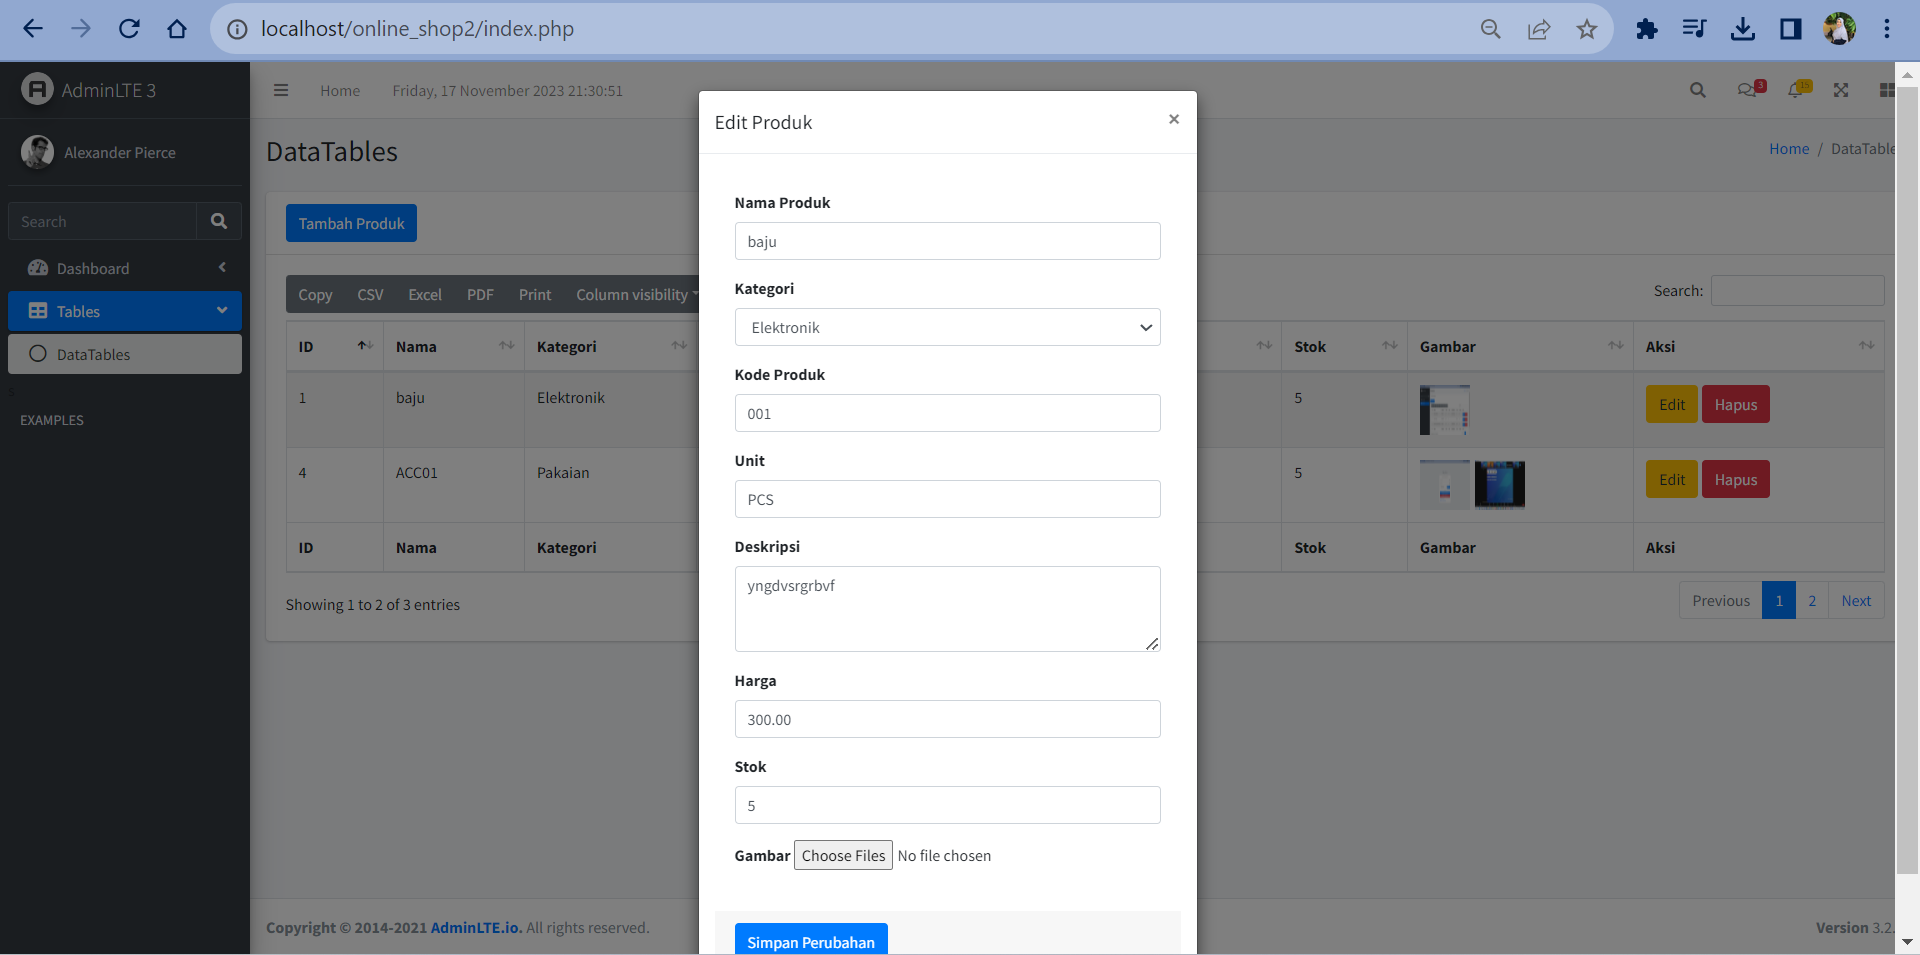 localhost/online_shop2/index.php
AdminLTE 3
Home
Friday, 17 November 2023 21:30:51
3
15
Alexander Pierce
Search
Dashboard
Tables
DataTables
EXAMPLES
DataTables
Home / DataTable
Tambah Produk
Copy CSV Excel PDF Print Column visibility
Search:
ID Nama Kategori Stok Gambar Aksi
1 baju Elektronik 5 Edit Hapus
4 ACC01 Pakaian 5 Edit Hapus
ID Nama Kategori Stok Gambar Aksi
Showing 1 to 2 of 3 entries
Previous 1 2 Next
Edit Produk
×
Nama Produk
baju
Kategori
Elektronik
Kode Produk
001
Unit
PCS
Deskripsi
yngdvsrgrbvf
Harga
300.00
Stok
5
Gambar Choose Files No file chosen
Simpan Perubahan
Copyright © 2014-2021 AdminLTE.io. All rights reserved.
Version 3.2.